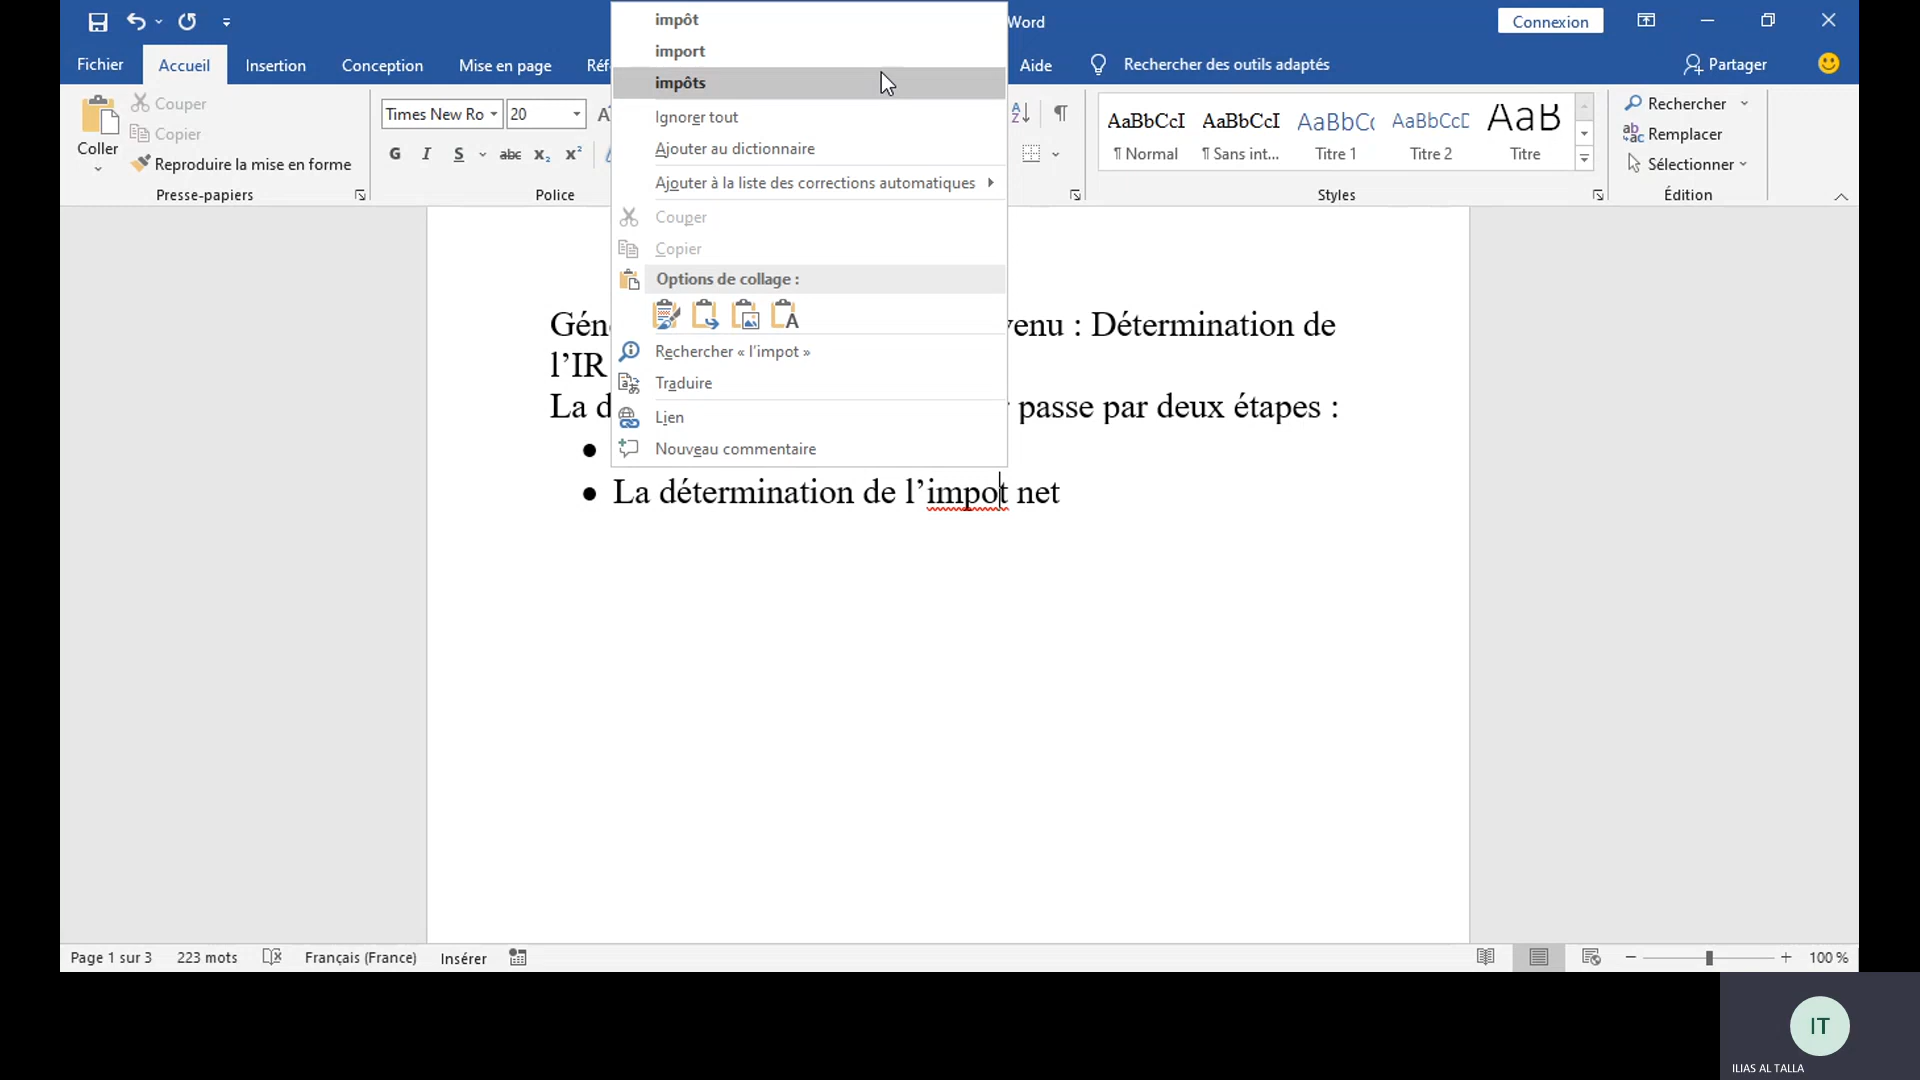 Word
Connexion
Fichier
Accueil
Insertion
Conception
Mise en page
Réf
Aide
Rechercher des outils adaptés
Partager
impôt
import
impôts
Ignorer tout
Ajouter au dictionnaire
Ajouter à la liste des corrections automatiques
Couper
Copier
Options de collage :
Rechercher « l'impot »
Traduire
Lien
Nouveau commentaire
Coller
Couper
Copier
Reproduire la mise en forme
Presse-papiers
Times New Ro
20
G I S abc x₂ x²
Police
AaBbCcI AaBbCcI AaBbCc AaBbCcD AaB
¶ Normal ¶ Sans int... Titre 1 Titre 2 Titre
Styles
Rechercher
Remplacer
Sélectionner
Édition
Gén venu : Détermination de
l’IR
La d passe par deux étapes :
• La détermination de l’impot net
Page 1 sur 3 223 mots Français (France) Insérer 100 %
IT
ILIAS AL TALLA